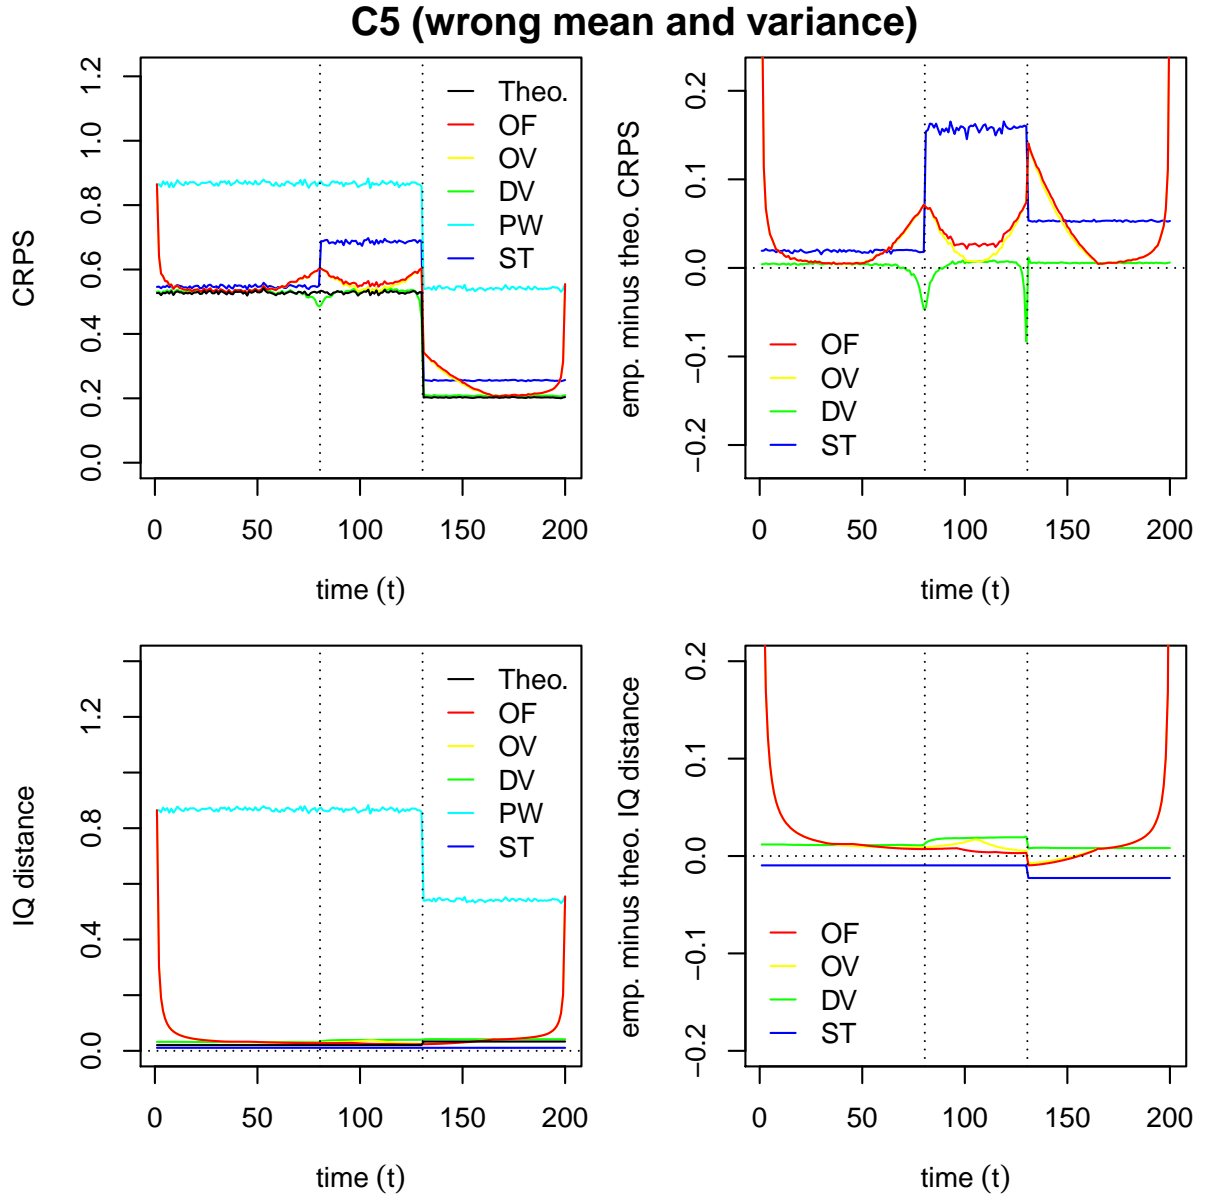 C5 (wrong mean and variance)
CRPS
0.0 0.2 0.4 0.6 0.8 1.0 1.2
Theo.
OF
OV
DV
PW
ST
0 50 100 150 200
time (t)
emp. minus theo. CRPS
−0.2 −0.1 0.0 0.1 0.2
OF
OV
DV
ST
0 50 100 150 200
time (t)
IQ distance
0.0 0.4 0.8 1.2
Theo.
OF
OV
DV
PW
ST
0 50 100 150 200
time (t)
emp. minus theo. IQ distance
−0.2 −0.1 0.0 0.1 0.2
OF
OV
DV
ST
0 50 100 150 200
time (t)